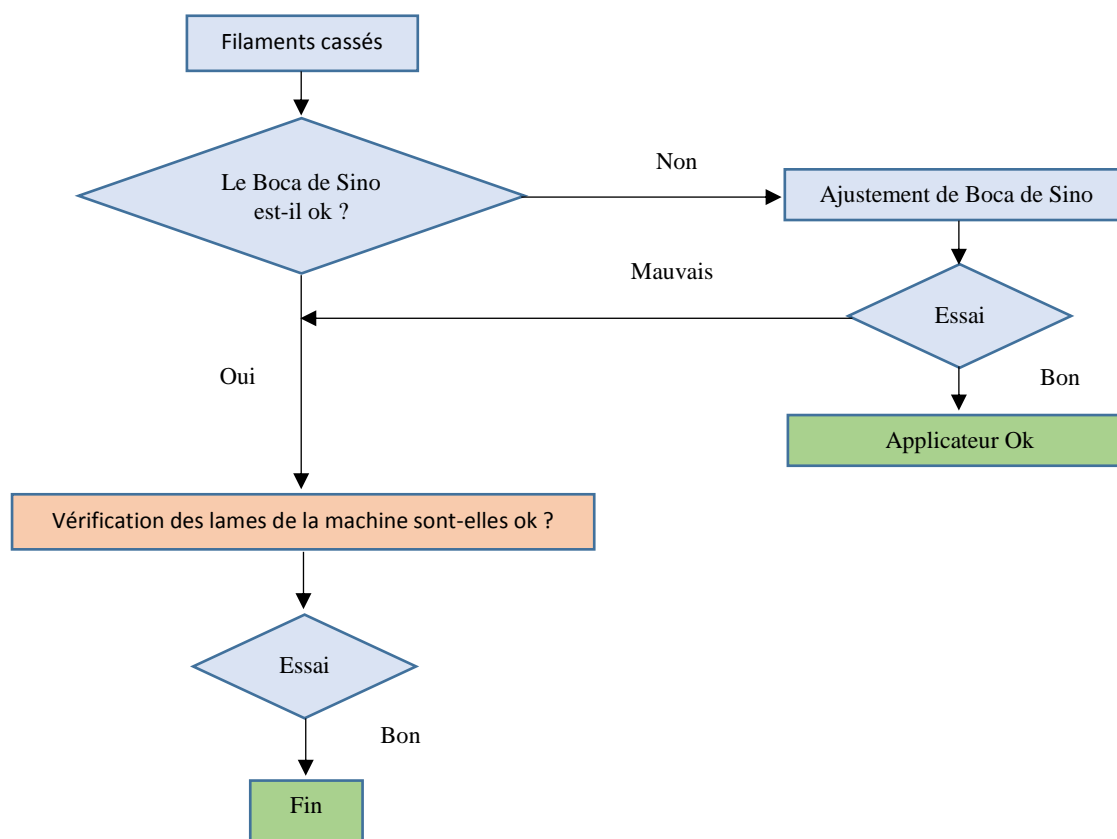 Filaments cassés
Le Boca de Sino
est-il ok ?
Non
Ajustement de Boca de Sino
Mauvais
Essai
Oui
Bon
Applicateur Ok
Vérification des lames de la machine sont-elles ok ?
Essai
Bon
Fin